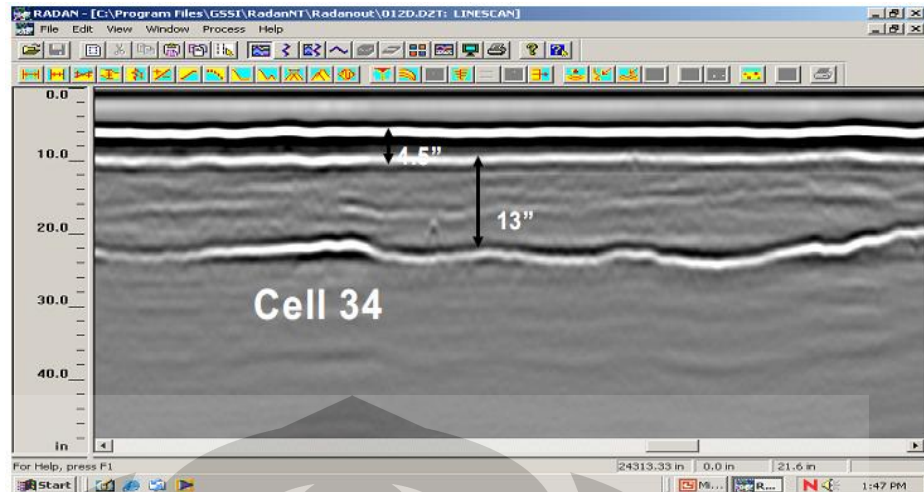 RADAN - [C:\Program Files\GSSI\RadanNT\Radanout\012D.DZT: LINESCAN]
File Edit View Window Process Help
0.0
10.0
4.5”
20.0
13”
30.0
Cell 34
40.0
in
For Help, press F1
24313.33 in 0.0 in 21.6 in
Start Mi... R... N 1:47 PM